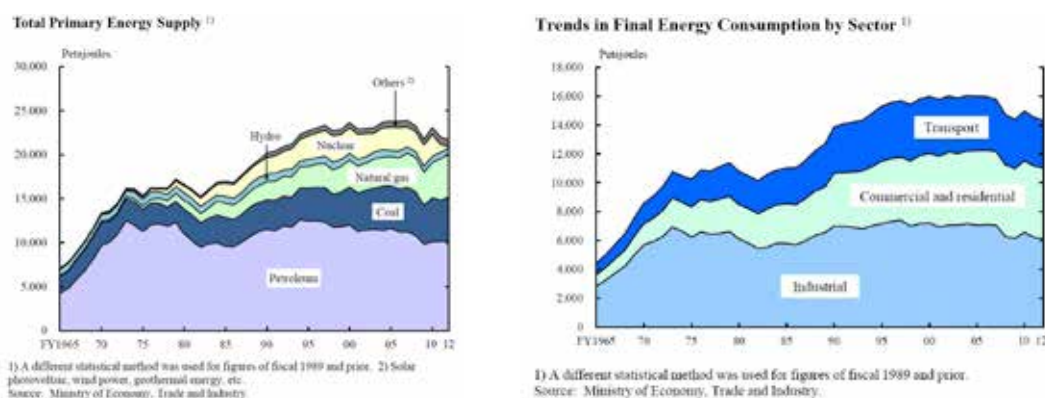 Total Primary Energy Supply 1)
Petajoules
30,000
25,000
20,000
15,000
10,000
5,000
0
FY1965 70 75 80 85 90 95 00 05 10 12
Others 2)
Hydro
Nuclear
Natural gas
Coal
Petroleum
1) A different statistical method was used for figures of fiscal 1989 and prior. 2) Solar
photovoltaic, wind power, geothermal energy, etc.
Source: Ministry of Economy, Trade and Industry.
Trends in Final Energy Consumption by Sector 1)
Petajoules
18,000
16,000
14,000
12,000
10,000
8,000
6,000
4,000
2,000
0
FY1965 70 75 80 85 90 95 00 05 10 12
Transport
Commercial and residential
Industrial
1) A different statistical method was used for figures of fiscal 1989 and prior.
Source: Ministry of Economy, Trade and Industry.